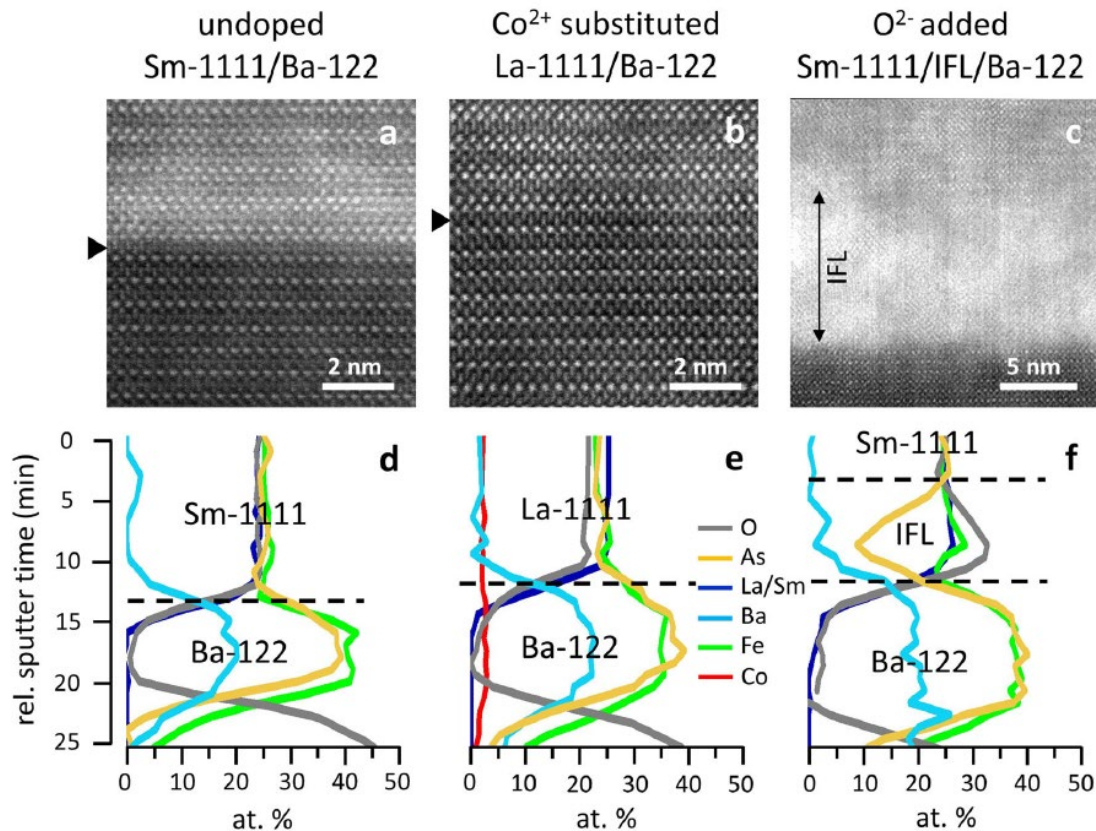 undoped
Sm-1111/Ba-122
Co²⁺ substituted
La-1111/Ba-122
O²⁻ added
Sm-1111/IFL/Ba-122
a
2 nm
b
2 nm
c
IFL
5 nm
rel. sputter time (min)
0
5
10
15
20
25
d
Sm-1111
Ba-122
0 10 20 30 40 50
at. %
e
La-1111
Ba-122
0 10 20 30 40 50
at. %
O
As
La/Sm
Ba
Fe
Co
f
Sm-1111
IFL
Ba-122
0 10 20 30 40 50
at. %